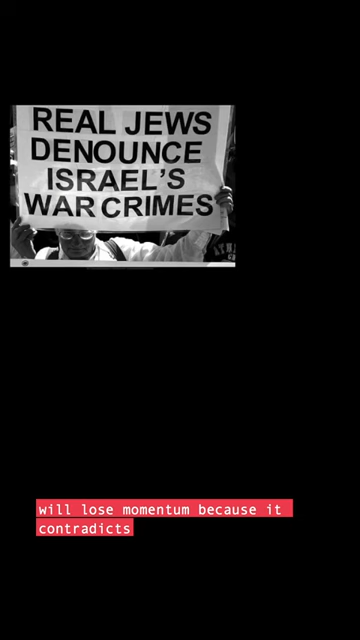 REAL JEWS
DENOUNCE
ISRAEL'S
WAR CRIMES
will lose momentum because it
contradicts